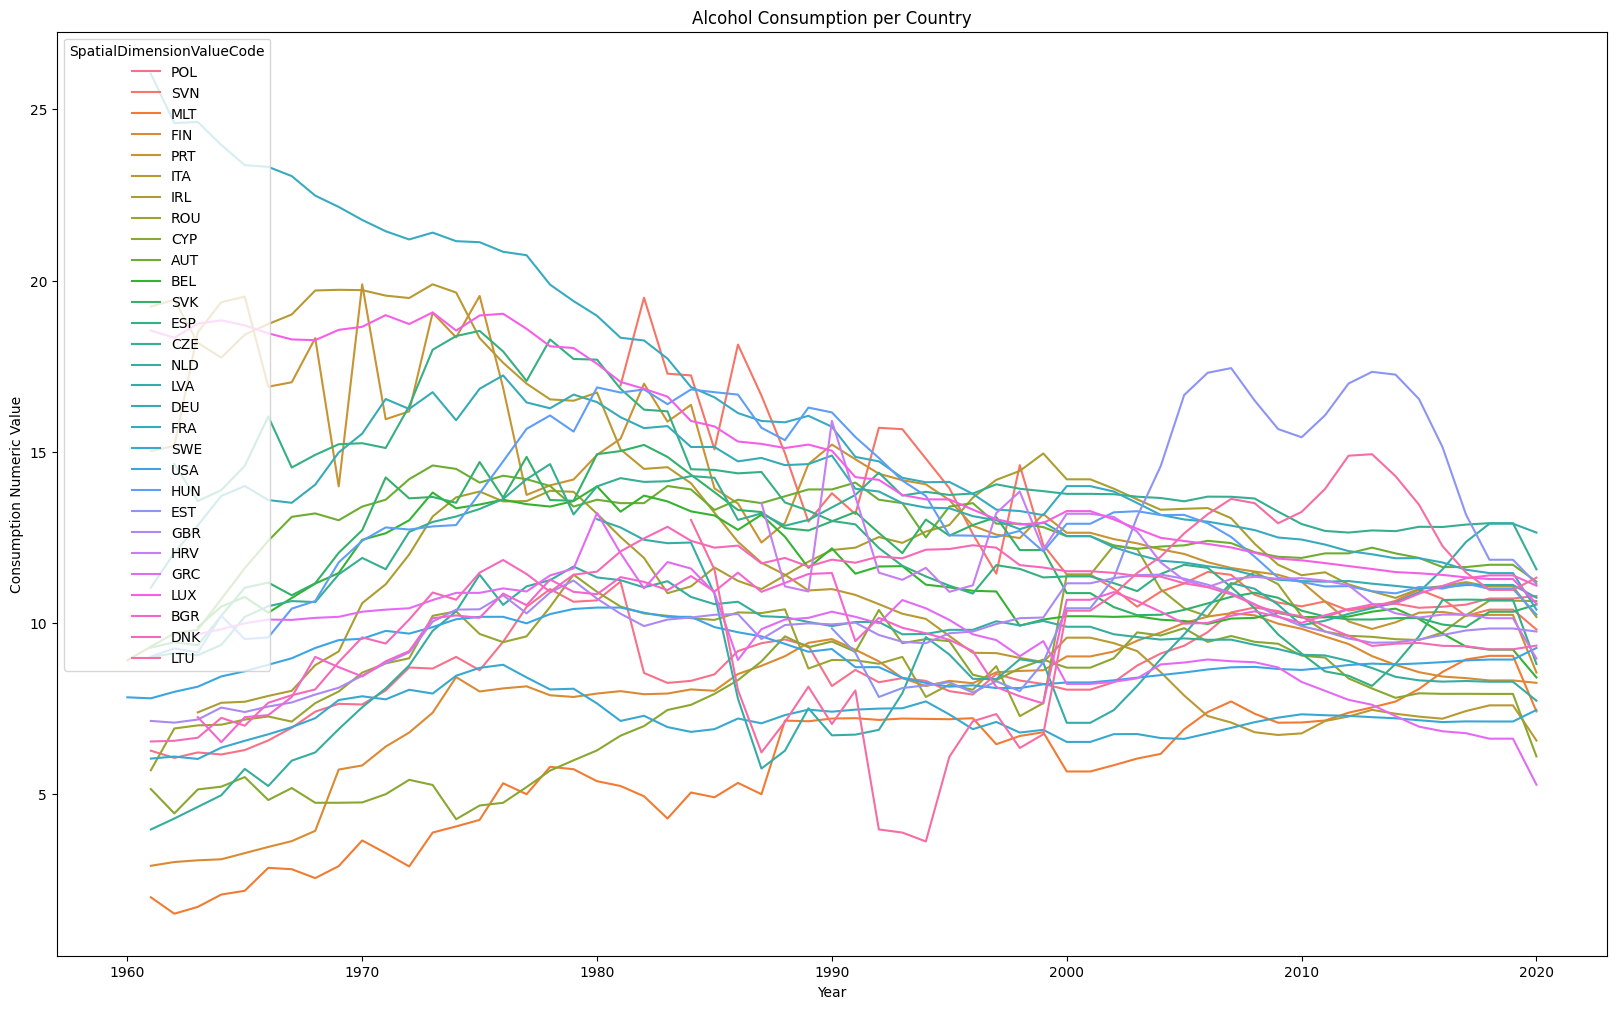 Alcohol Consumption per Country
SpatialDimensionValueCode
POL
SVN
MLT
FIN
PRT
ITA
IRL
ROU
CYP
AUT
BEL
SVK
ESP
CZE
NLD
LVA
DEU
FRA
SWE
USA
HUN
EST
GBR
HRV
GRC
LUX
BGR
DNK
LTU
Consumption Numeric Value
25
20
15
10
5
1960 1970 1980 1990 2000 2010 2020
Year